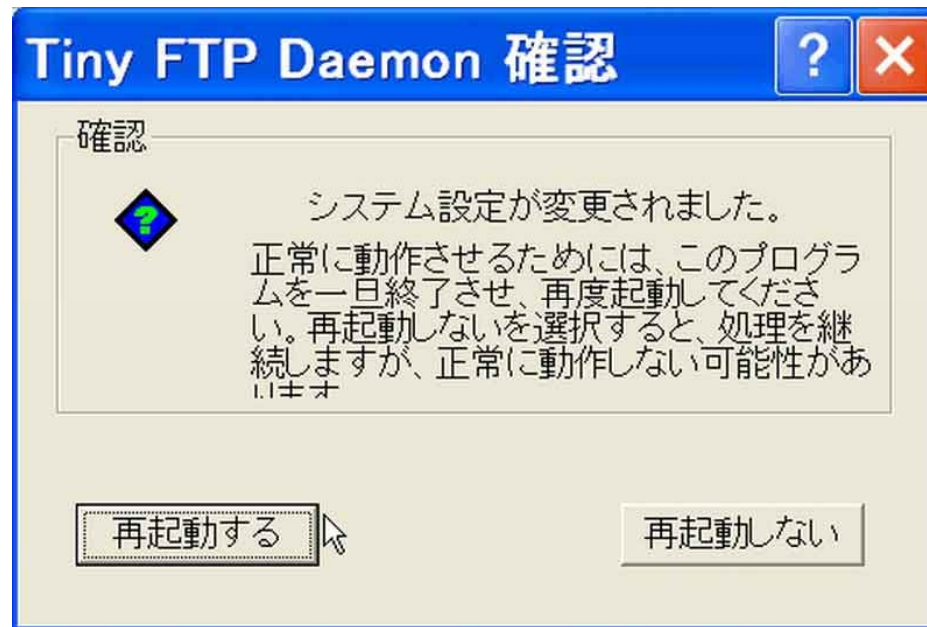 Tiny FTP Daemon 確認
確認
システム設定が変更されました。
正常に動作させるためには、このプログラ
ムを一旦終了させ、再度起動してくださ
い。再起動しないを選択すると、処理を継
続しますが、正常に動作しない可能性があ
ります
再起動する
再起動しない